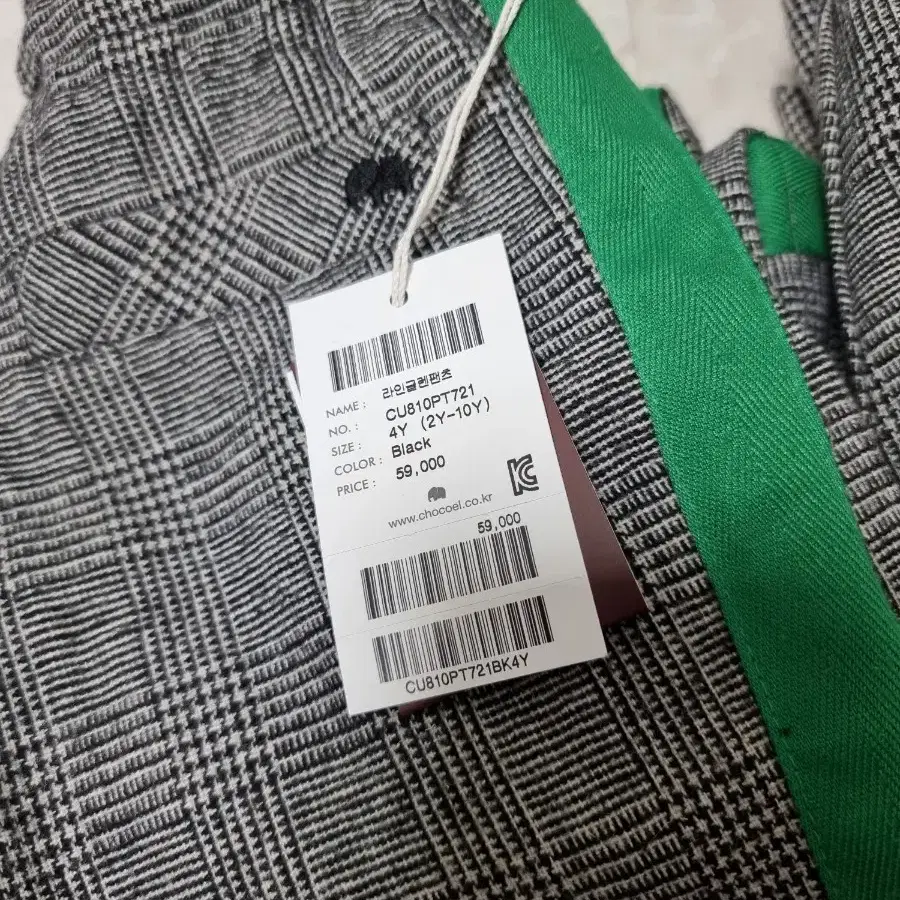 NAME : 라인글렌팬츠
NO. : CU810PT721
SIZE : 4Y (2Y-10Y)
COLOR : Black
PRICE : 59,000
www.chocoel.co.kr
59,000
CU810PT721BK4Y